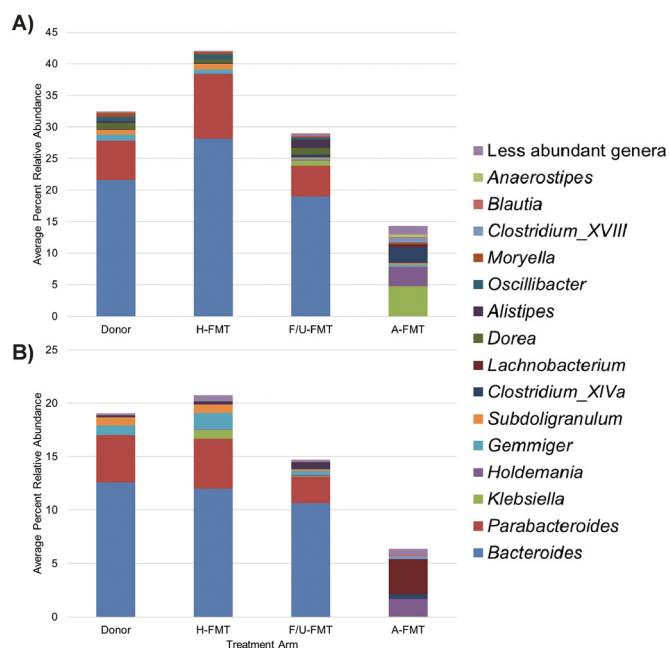 A)
Average Percent Relative Abundance
45
40
35
30
25
20
15
10
5
0
Donor
H-FMT
F/U-FMT
A-FMT
B)
Average Percent Relative Abundance
25
20
15
10
5
0
Donor
H-FMT
F/U-FMT
A-FMT
Treatment Arm
Less abundant genera
Anaerostipes
Blautia
Clostridium_XVIII
Moryella
Oscillibacter
Alistipes
Dorea
Lachnobacterium
Clostridium_XIVa
Subdoligranulum
Gemmiger
Holdemania
Klebsiella
Parabacteroides
Bacteroides